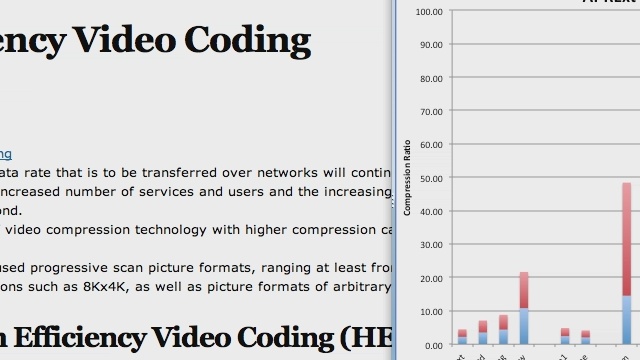 ency Video Coding
ng
ata rate that is to be transferred over networks will contin
ncreased number of services and users and the increasing
ond.
video compression technology with higher compression ca
used progressive scan picture formats, ranging at least fro
ons such as 8Kx4K, as well as picture formats of arbitrary
n Efficiency Video Coding (HE
100.00
90.00
80.00
70.00
60.00
50.00
40.00
30.00
20.00
10.00
0.00
Compression Ratio